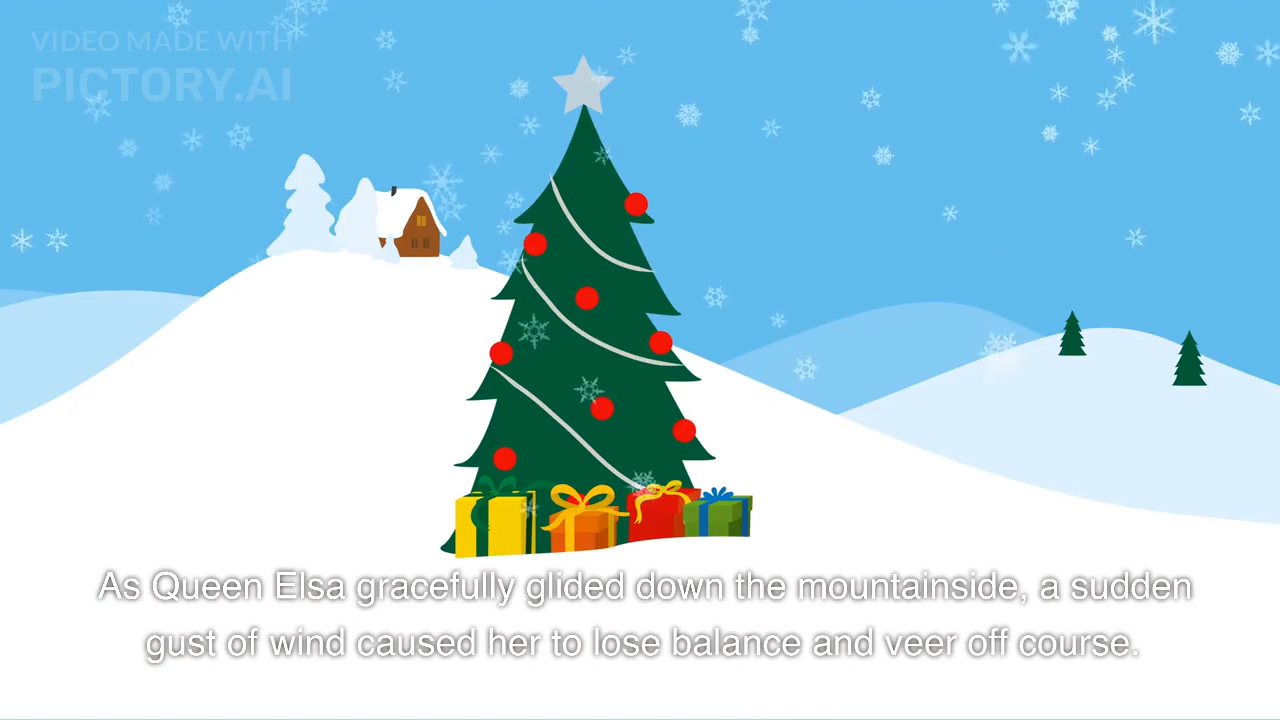 VIDEO MADE WITH
PICTORY.AI
As Queen Elsa gracefully glided down the mountainside, a sudden
gust of wind caused her to lose balance and veer off course.